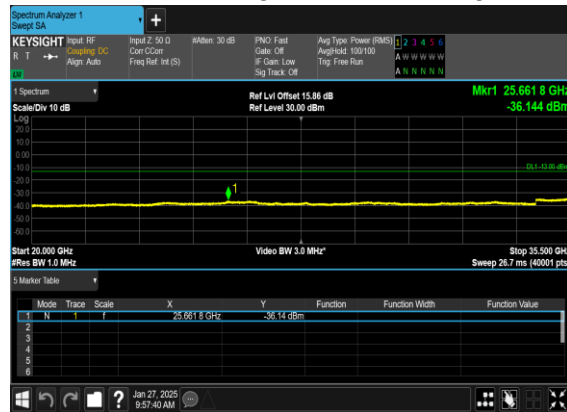 Spectrum Analyzer 1
Swept SA
+
KEYSIGHT Input: RF Input Z: 50 Ω #Atten: 30 dB PNO: Fast Avg Type: Power (RMS) 1 2 3 4 5 6
R T Coupling: DC Corr CCorr Gate: Off Avg|Hold: 100/100 A W W W W W
Align: Auto Freq Ref: Int (S) IF Gain: Low Trig: Free Run
Sig Track: Off A N N N N N
1 Spectrum
Ref Lvl Offset 15.86 dB Mkr1 25.661 8 GHz
Scale/Div 10 dB Ref Level 30.00 dBm -36.144 dBm
Log
20.0
10.0
0.00
-10.0
DL1 -13.00 dBm
-20.0
1
-30.0
-40.0
-50.0
-60.0
Start 20.000 GHz Video BW 3.0 MHz* Stop 35.500 GHz
#Res BW 1.0 MHz Sweep 26.7 ms (40001 pts)
5 Marker Table
Mode Trace Scale X Y Function Function Width Function Value
1 N 1 f 25.661 8 GHz -36.14 dBm
2
3
4
5
6
? Jan 27, 2025
9:57:40 AM